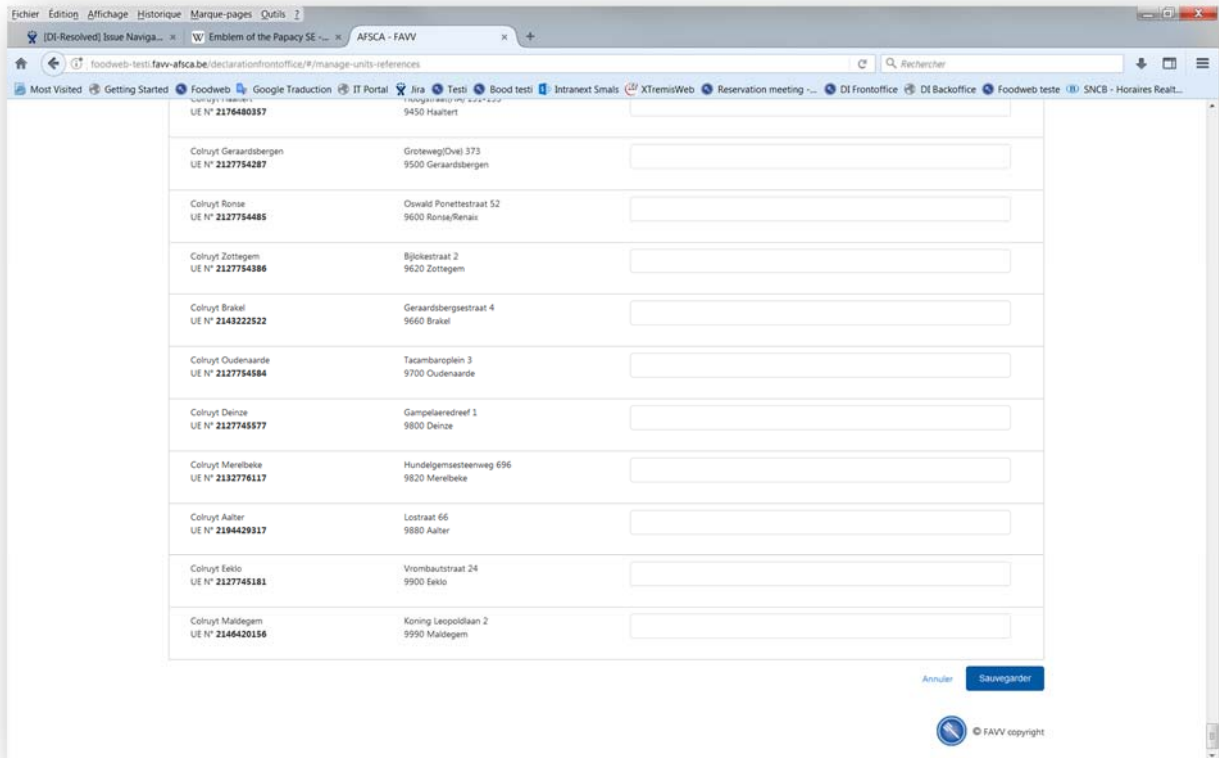 Fichier Édition Affichage Historique Marque-pages Outils ?
[DI-Resolved] Issue Naviga... × W Emblem of the Papacy SE -... × AFSCA - FAVV × +
foodweb-testi.favv-afsca.be/declarationfrontoffice/#/manage-units-references Rechercher
Most Visited Getting Started Foodweb Google Traduction IT Portal Jira Testi Bood testi Intranext Smals XTremisWeb Reservation meeting -... DI Frontoffice DI Backoffice Foodweb teste SNCB - Horaires Realt...
Colruyt Haaltert
UE N° 2176480357 9450 Haaltert
Colruyt Geraardsbergen Groteweg(Ove) 373
UE N° 2127754287 9500 Geraardsbergen
Colruyt Ronse Oswald Ponettestraat 52
UE N° 2127754485 9600 Ronse/Renaix
Colruyt Zottegem Bijlokestraat 2
UE N° 2127754386 9620 Zottegem
Colruyt Brakel Geraardsbergsestraat 4
UE N° 2143222522 9660 Brakel
Colruyt Oudenaarde Tacambaroplein 3
UE N° 2127754584 9700 Oudenaarde
Colruyt Deinze Gampelaeredreef 1
UE N° 2127745577 9800 Deinze
Colruyt Merelbeke Hundelgemsesteenweg 696
UE N° 2132776117 9820 Merelbeke
Colruyt Aalter Lostraat 66
UE N° 2194429317 9880 Aalter
Colruyt Eeklo Vrombautstraat 24
UE N° 2127745181 9900 Eeklo
Colruyt Maldegem Koning Leopoldlaan 2
UE N° 2146420156 9990 Maldegem
Annuler Sauvegarder
© FAVV copyright